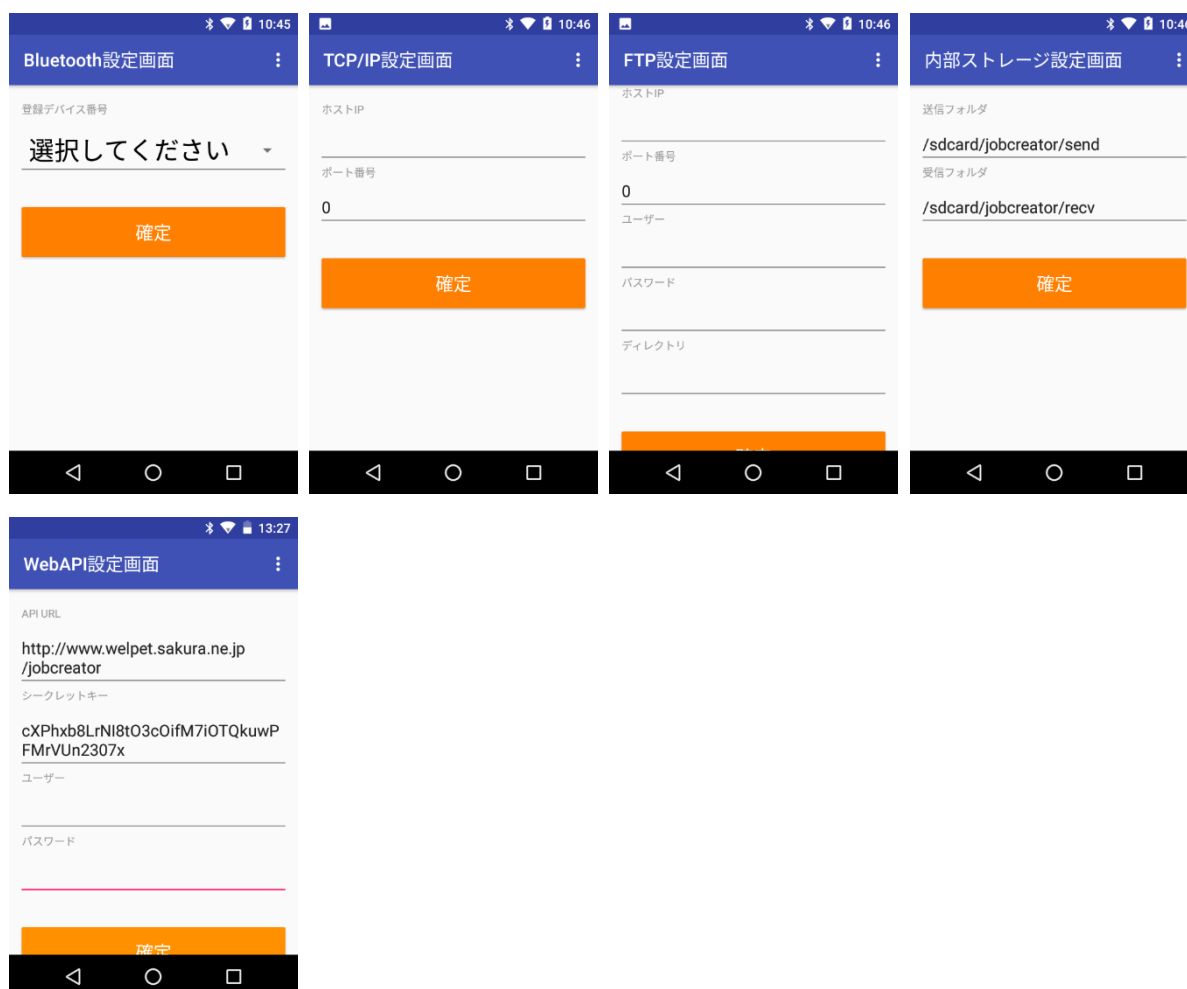 10:45
Bluetooth設定画面
登録デバイス番号
選択してください
確定
10:46
TCP/IP設定画面
ホストIP
ポート番号
0
確定
10:46
FTP設定画面
ホストIP
ポート番号
0
ユーザー
パスワード
ディレクトリ
10:46
内部ストレージ設定画面
送信フォルダ
/sdcard/jobcreator/send
受信フォルダ
/sdcard/jobcreator/recv
確定
13:27
WebAPI設定画面
API URL
http://www.welpet.sakura.ne.jp
/jobcreator
シークレットキー
cXPhxb8LrNI8tO3cOifM7iOTQkuwP
FMrVUn2307x
ユーザー
パスワード
確定